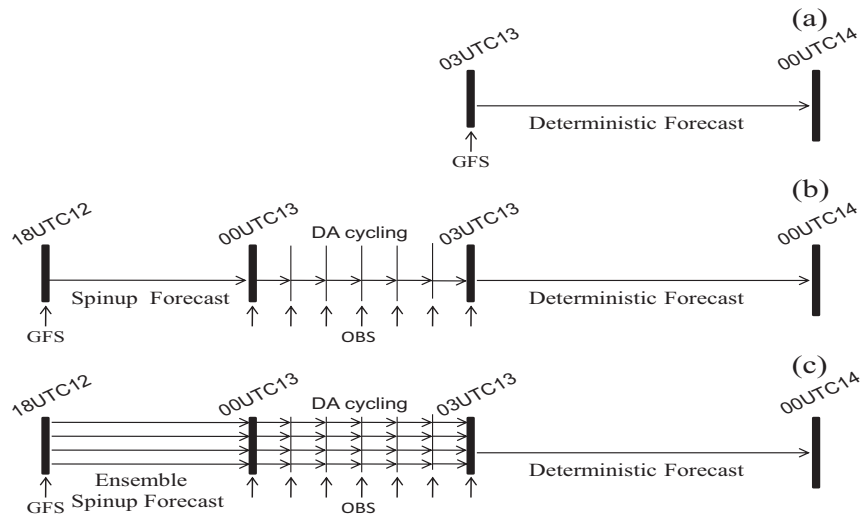 (a)
03UTC13
00UTC14
Deterministic Forecast
GFS
(b)
18UTC12
00UTC13
DA cycling
03UTC13
00UTC14
Spinup Forecast
Deterministic Forecast
GFS
OBS
(c)
18UTC12
00UTC13
DA cycling
03UTC13
00UTC14
Ensemble
Spinup Forecast
Deterministic Forecast
GFS
OBS